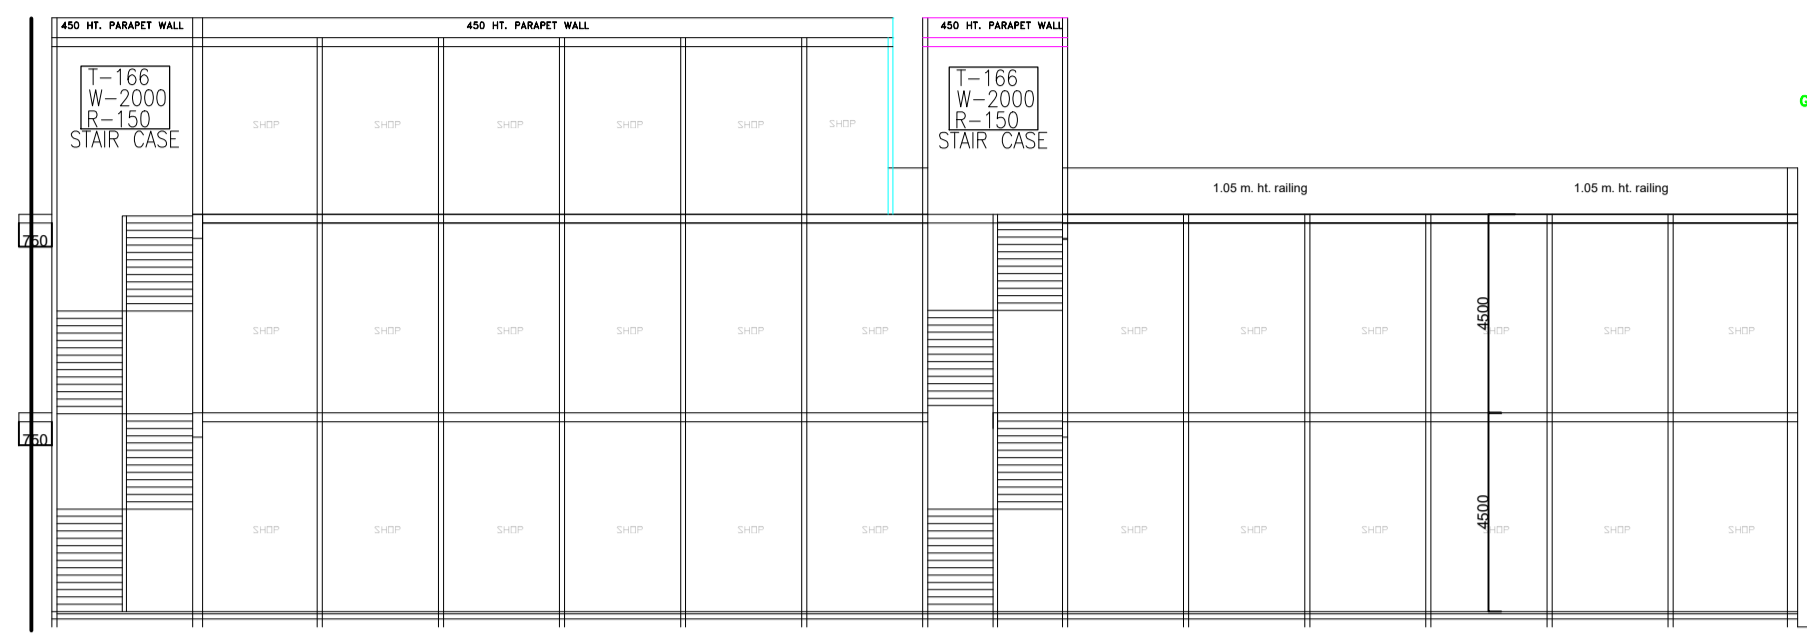 450 HT. PARAPET WALL
450 HT. PARAPET WALL
450 HT. PARAPET WALL
T-166
W-2000
R-150
STAIR CASE
T-166
W-2000
R-150
STAIR CASE
G
SHOP SHOP SHOP SHOP SHOP SHOP
1.05 m. ht. railing
1.05 m. ht. railing
750
4500
SHOP SHOP SHOP SHOP SHOP SHOP SHOP SHOP SHOP SHOP SHOP SHOP
750
4500
SHOP SHOP SHOP SHOP SHOP SHOP SHOP SHOP SHOP SHOP SHOP SHOP